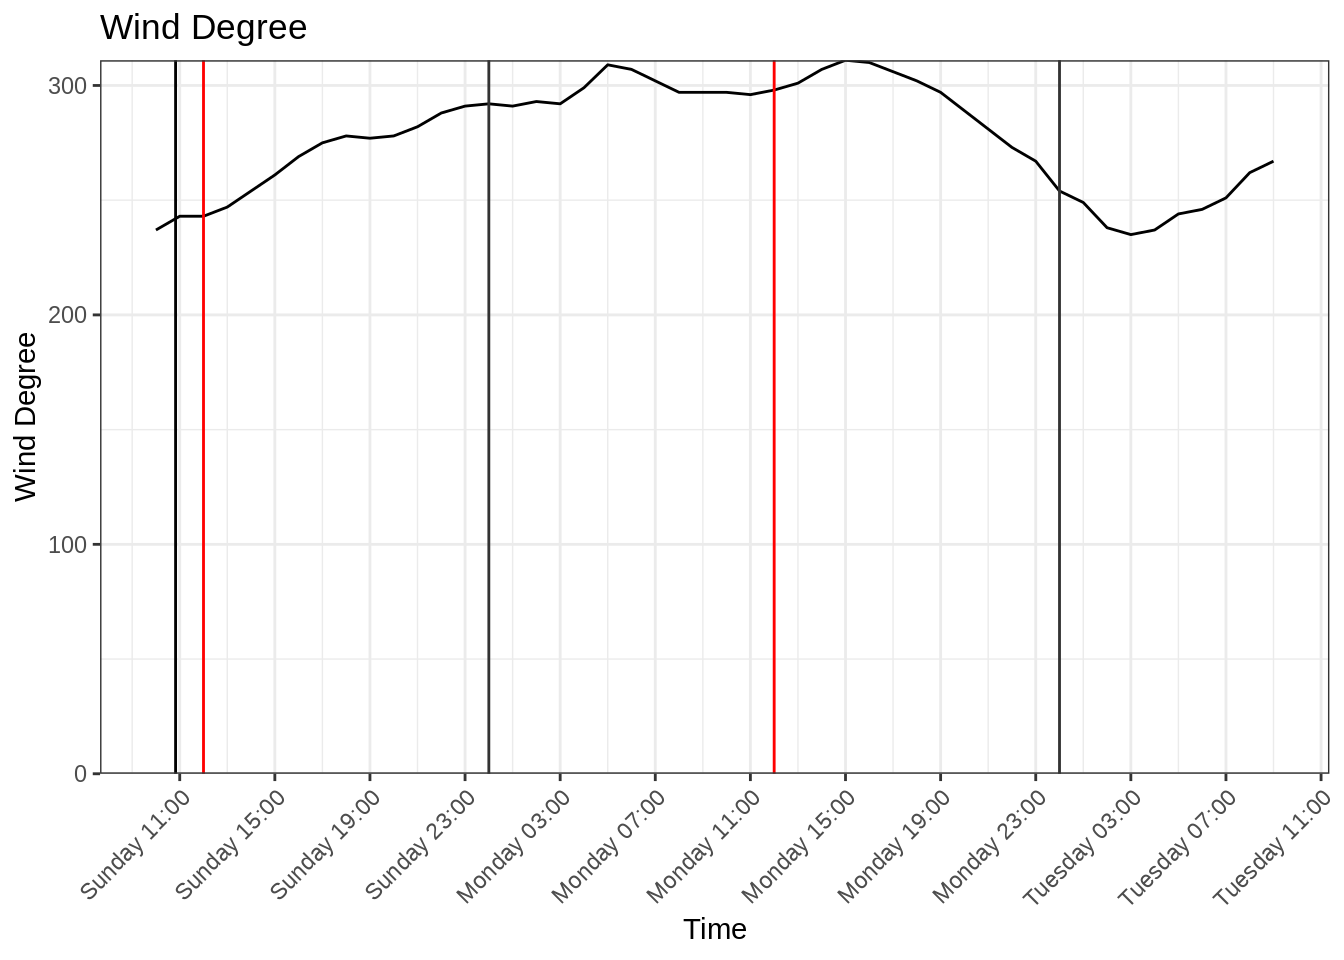 Wind Degree
Wind Degree
300
200
100
0
Sunday 11:00
Sunday 15:00
Sunday 19:00
Sunday 23:00
Monday 03:00
Monday 07:00
Monday 11:00
Monday 15:00
Monday 19:00
Monday 23:00
Tuesday 03:00
Tuesday 07:00
Tuesday 11:00
Time